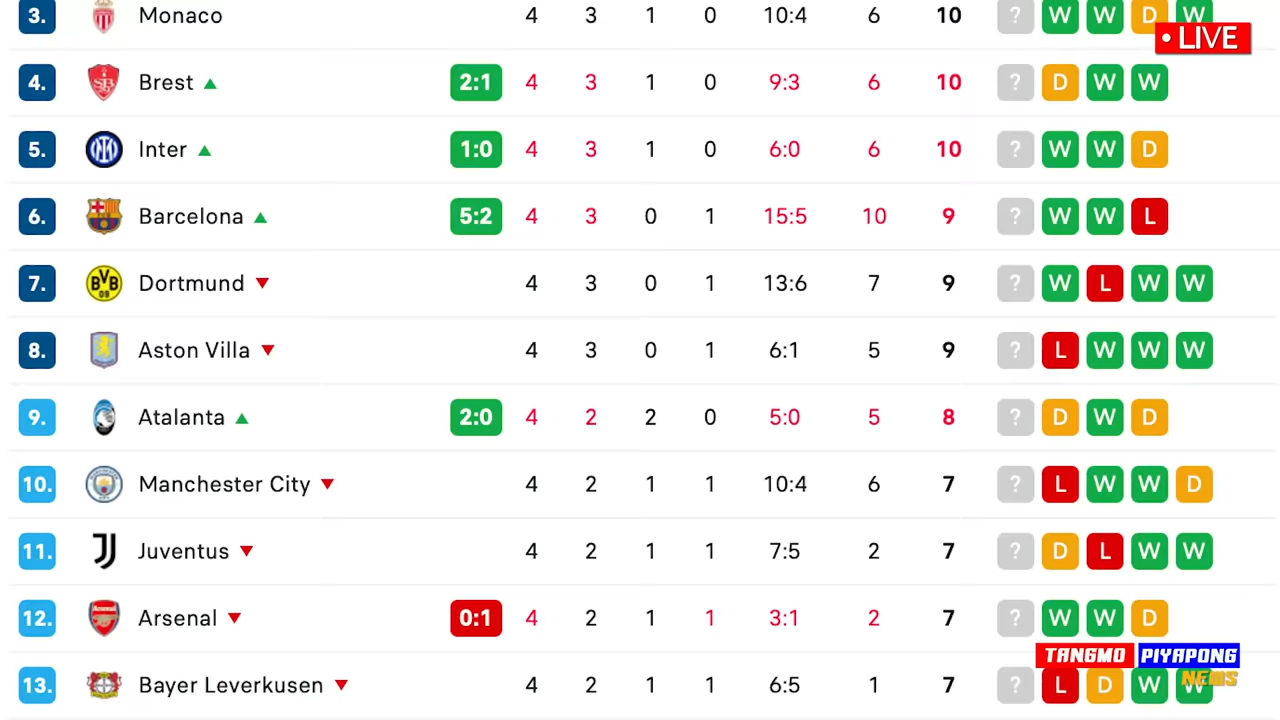 3. Monaco 4 3 1 0 10:4 6 10 ? W W D W
• LIVE
4. Brest 2:1 4 3 1 0 9:3 6 10 ? D W W
5. Inter 1:0 4 3 1 0 6:0 6 10 ? W W D
6. Barcelona 5:2 4 3 0 1 15:5 10 9 ? W W L
7. Dortmund 4 3 0 1 13:6 7 9 ? W L W W
8. Aston Villa 4 3 0 1 6:1 5 9 ? L W W W
9. Atalanta 2:0 4 2 2 0 5:0 5 8 ? D W D
10. Manchester City 4 2 1 1 10:4 6 7 ? L W W D
11. Juventus 4 2 1 1 7:5 2 7 ? D L W W
12. Arsenal 0:1 4 2 1 1 3:1 2 7 ? W W D
TANGMO PIYAPONG
NEWS
13. Bayer Leverkusen 4 2 1 1 6:5 1 7 ? L D W W